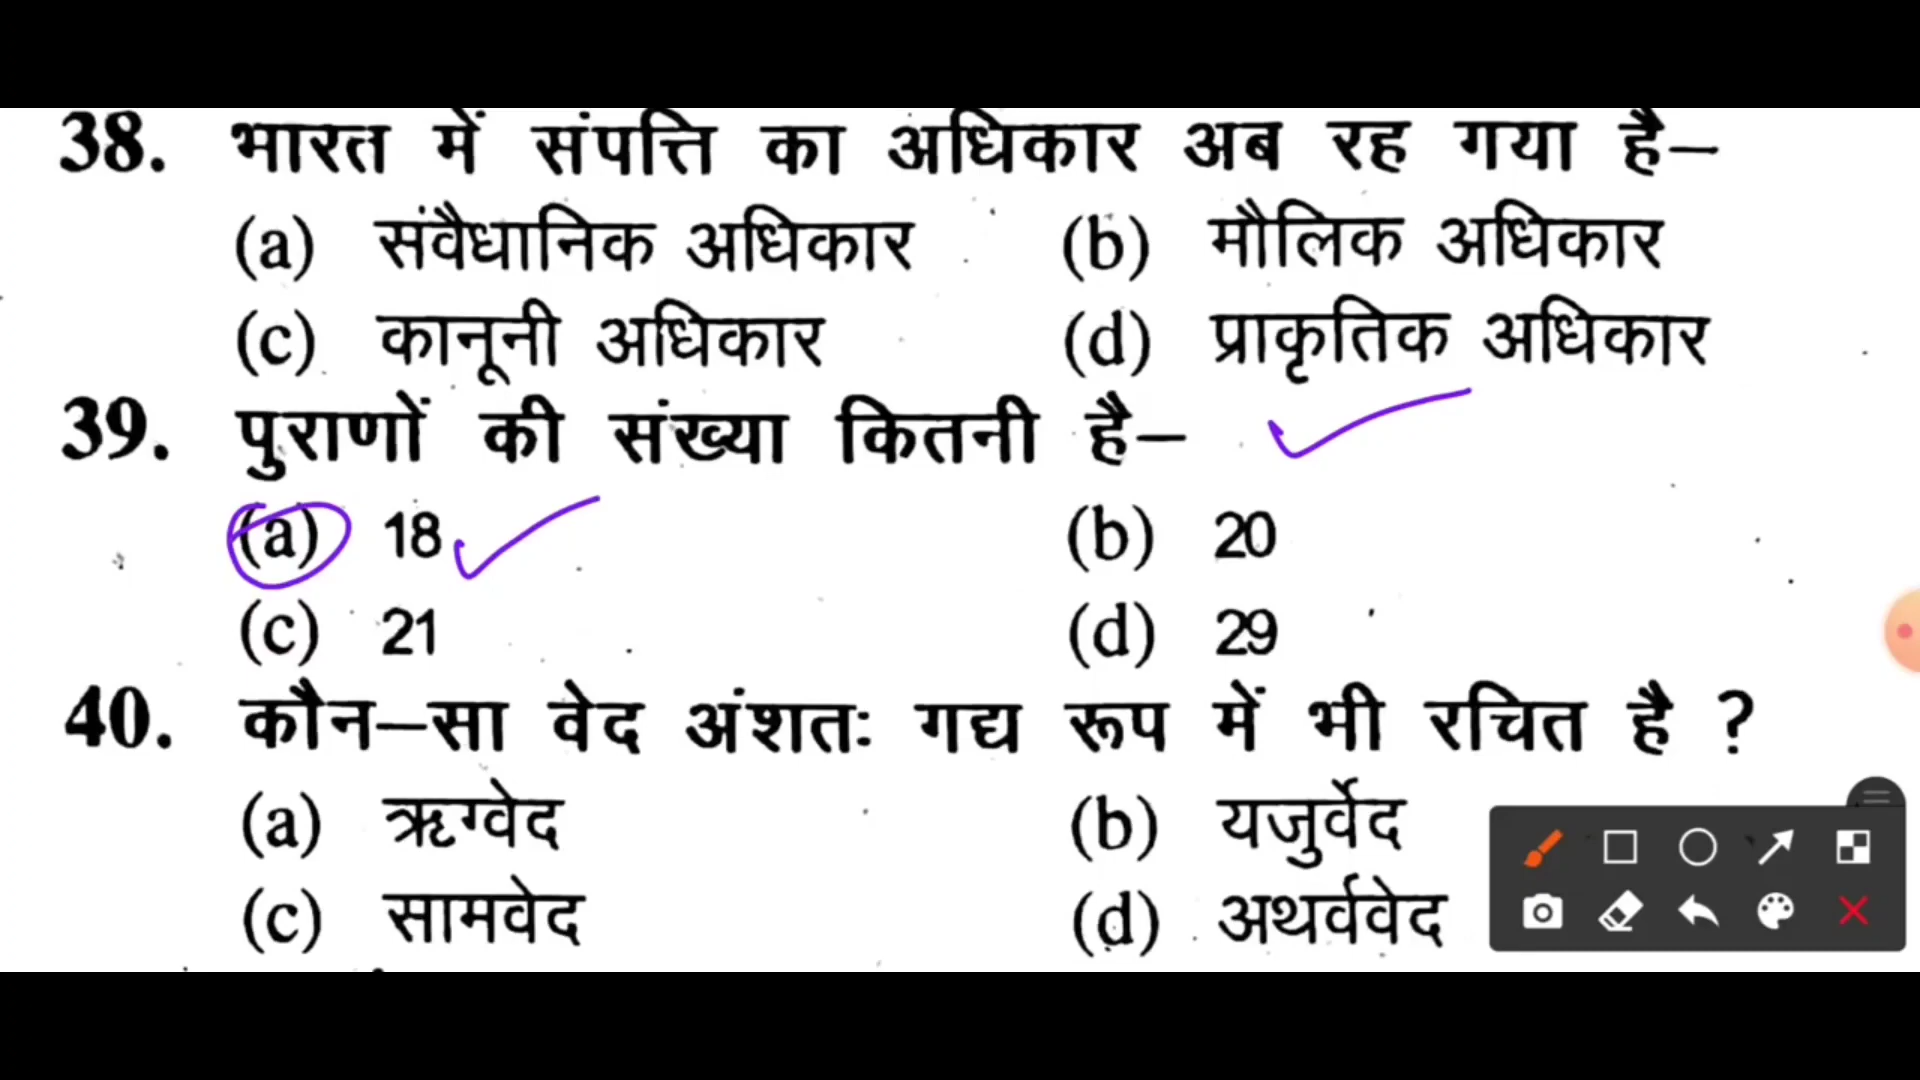 38. भारत में संपत्ति का अधिकार अब रह गया है–
(a) संवैधानिक अधिकार (b) मौलिक अधिकार
(c) कानूनी अधिकार (d) प्राकृतिक अधिकार
39. पुराणों की संख्या कितनी है–
(a) 18 (b) 20
(c) 21 (d) 29
40. कौन–सा वेद अंशतः गद्य रूप में भी रचित है ?
(a) ऋग्वेद (b) यजुर्वेद
(c) सामवेद (d) अथर्ववेद